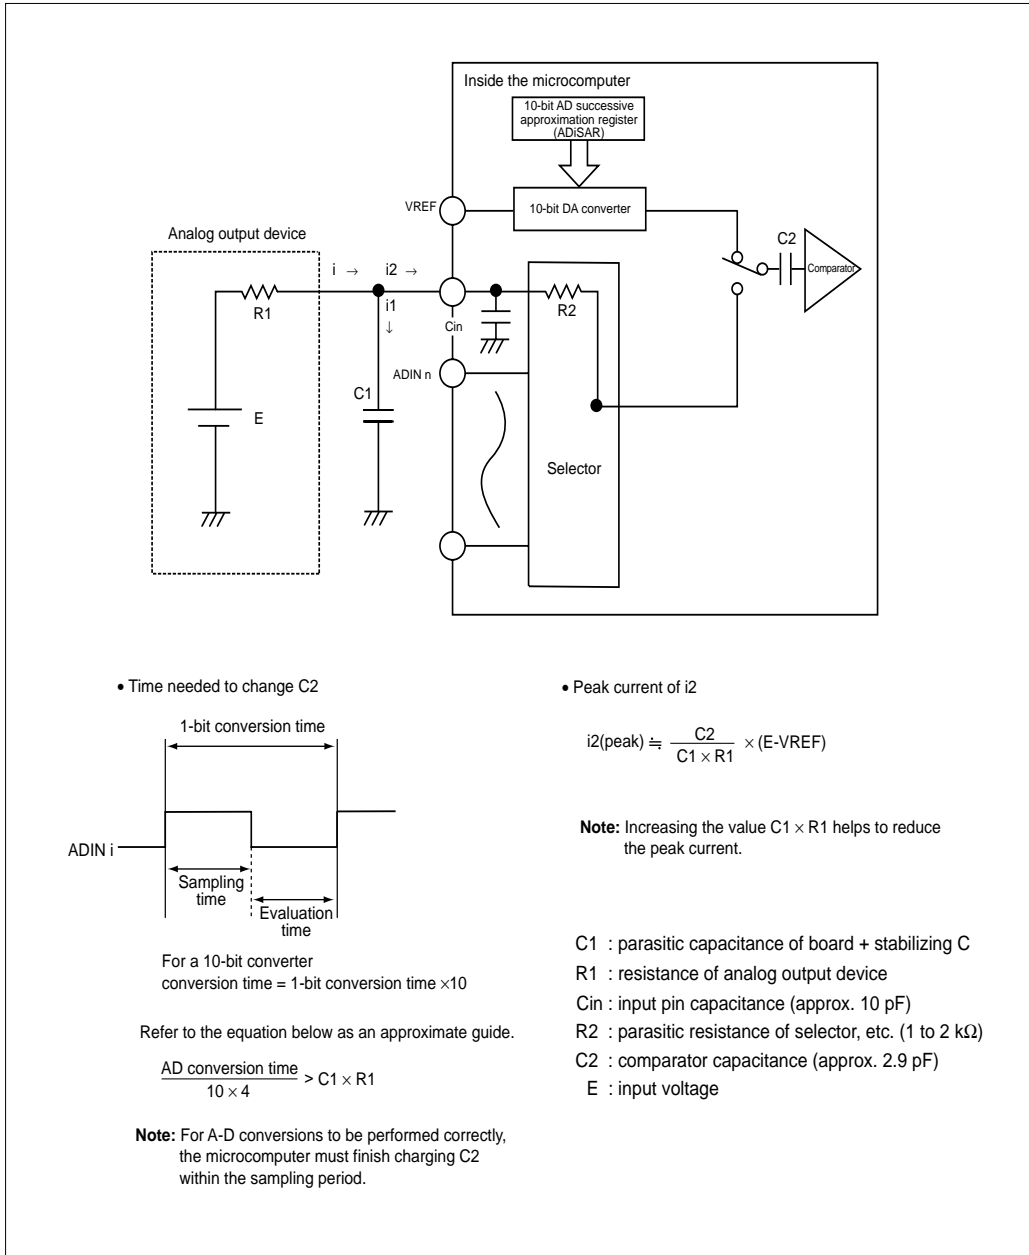 Inside the microcomputer
10-bit AD successive
approximation register
(ADiSAR)
VREF
10-bit DA converter
C2
Comparator
Analog output device
i →
i2 →
R1
i1
↓
Cin
R2
ADIN n
C1
E
Selector
• Time needed to change C2
1-bit conversion time
ADIN i
Sampling
time
Evaluation
time
For a 10-bit converter
conversion time = 1-bit conversion time ×10
Refer to the equation below as an approximate guide.
AD conversion time
10 × 4
> C1 × R1
Note: For A-D conversions to be performed correctly,
the microcomputer must finish charging C2
within the sampling period.
• Peak current of i2
i2(peak) ≒ C2
C1 × R1
× (E-VREF)
Note: Increasing the value C1 × R1 helps to reduce
the peak current.
C1 : parasitic capacitance of board + stabilizing C
R1 : resistance of analog output device
Cin : input pin capacitance (approx. 10 pF)
R2 : parasitic resistance of selector, etc. (1 to 2 kΩ)
C2 : comparator capacitance (approx. 2.9 pF)
E : input voltage